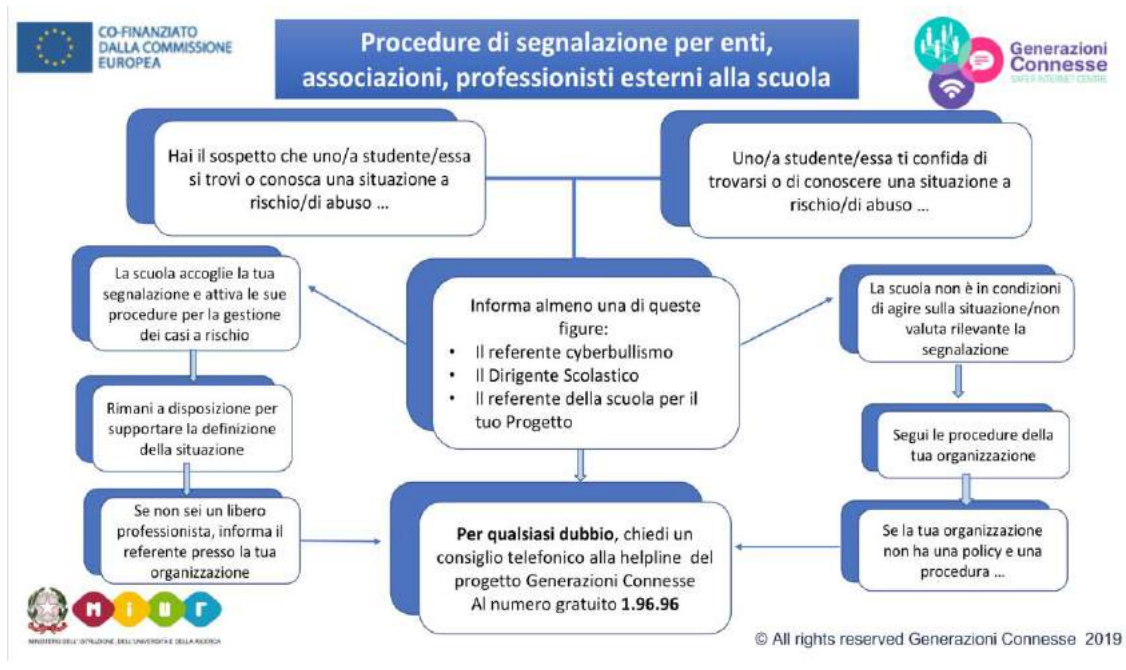 CO-FINANZIATO
DALLA COMMISSIONE
EUROPEA
Procedure di segnalazione per enti,
associazioni, professionisti esterni alla scuola
Generazioni
Connesse
SAFER INTERNET CENTRE
Hai il sospetto che uno/a studente/essa
si trovi o conosca una situazione a
rischio/di abuso ...
Uno/a studente/essa ti confida di
trovarsi o di conoscere una situazione a
rischio/di abuso ...
La scuola accoglie la tua
segnalazione e attiva le sue
procedure per la gestione
dei casi a rischio
Informa almeno una di queste
figure:
• Il referente cyberbullismo
• Il Dirigente Scolastico
• Il referente della scuola per il
tuo Progetto
La scuola non è in condizioni
di agire sulla situazione/non
valuta rilevante la
segnalazione
Rimani a disposizione per
supportare la definizione
della situazione
Segui le procedure della
tua organizzazione
Se non sei un libero
professionista, informa il
referente presso la tua
organizzazione
Per qualsiasi dubbio, chiedi un
consiglio telefonico alla helpline del
progetto Generazioni Connesse
Al numero gratuito 1.96.96
Se la tua organizzazione
non ha una policy e una
procedura ...
miur
MINISTERO DELL'ISTRUZIONE, DELL'UNIVERSITÀ E DELLA RICERCA
© All rights reserved Generazioni Connesse 2019